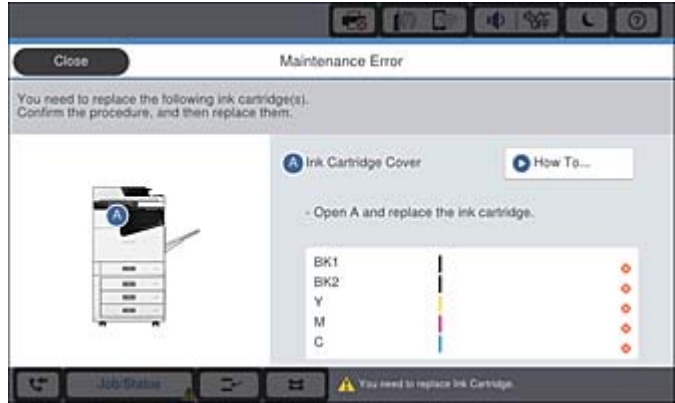 Close
Maintenance Error
You need to replace the following ink cartridge(s).
Confirm the procedure, and then replace them.
A Ink Cartridge Cover
How To...
A
- Open A and replace the ink cartridge.
BK1
BK2
Y
M
C
Job/Status
You need to replace Ink Cartridge.